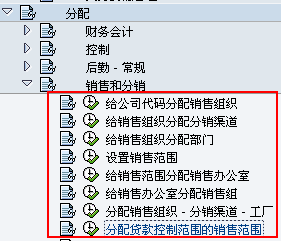 分配
财务会计
控制
后勤 - 常规
销售和分销
给公司代码分配销售组织
给销售组织分配分销渠道
给销售组织分配部门
设置销售范围
给销售范围分配销售办公室
给销售办公室分配销售组
分配销售组织 - 分销渠道 - 工厂
分配贷款控制范围的销售范围